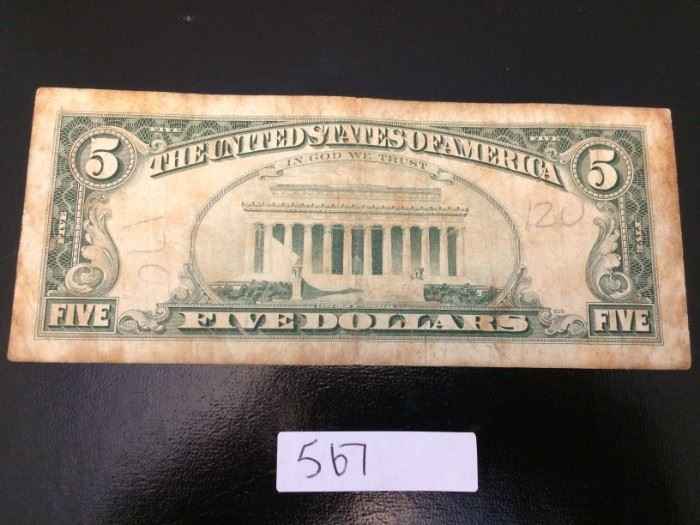 5 THE UNITED STATES OF AMERICA 5
IN GOD WE TRUST
120
FIVE FIVE DOLLARS FIVE
567